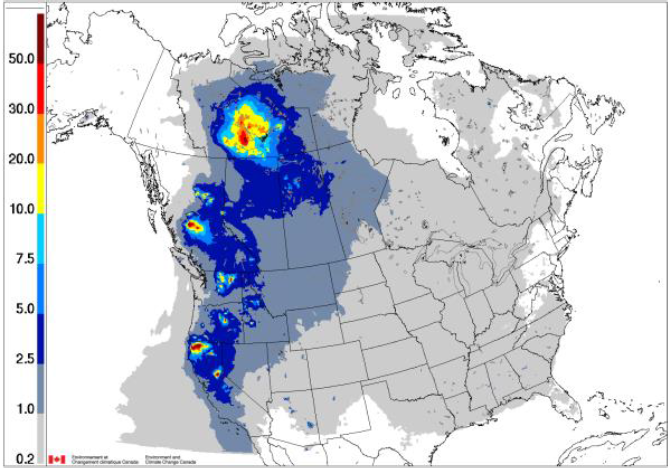 50.0
30.0
20.0
10.0
7.5
5.0
2.5
1.0
0.2
Environnement et
Changement climatique Canada
Environment and
Climate Change Canada